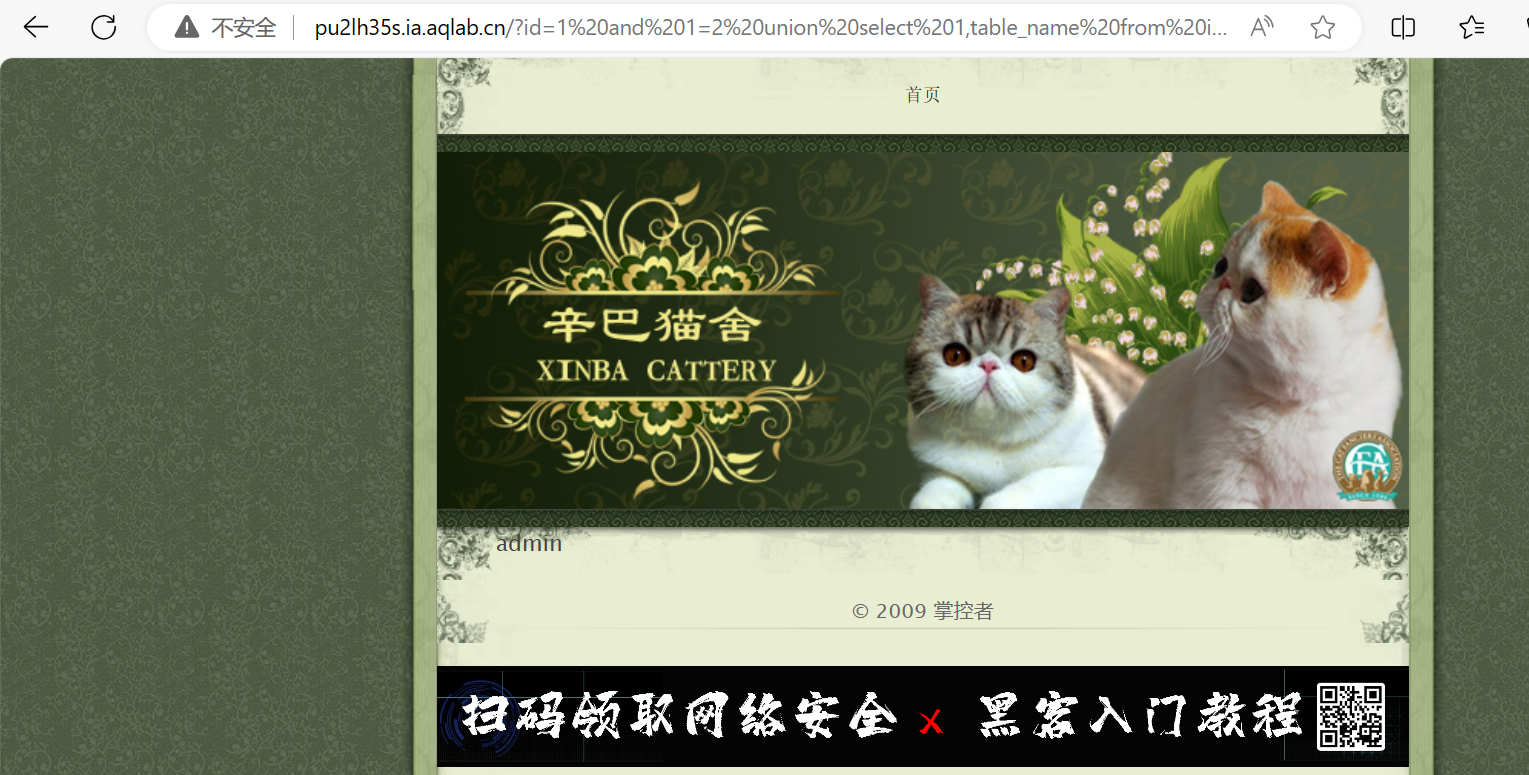 不安全 pu2lh35s.ia.aqlab.cn/?id=1%20and%201=2%20union%20select%201,table_name%20from%20i...
首页
辛巴猫舍
XINBA CATTERY
admin
© 2009 掌控者
扫码领取网络安全 x 黑客入门教程